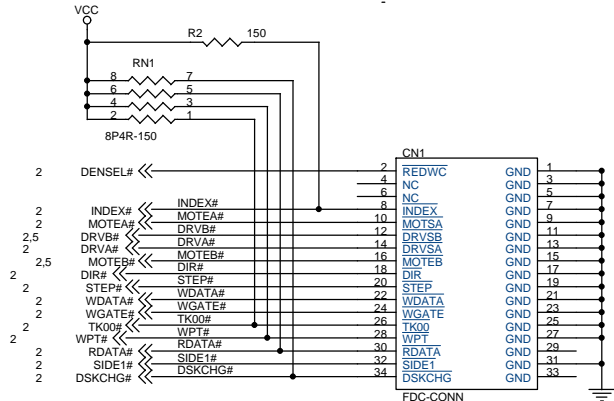 VCC
R2 150
RN1
8 7
6 5
4 3
2 1
8P4R-150
CN1
2 DENSEL# 2 REDWC GND 1
4 NC GND 3
6 NC GND 5
2 INDEX# INDEX# 8 INDEX GND 7
2 MOTEA# MOTEA# 10 MOTSA GND 9
2,5 DRVB# DRVB# 12 DRVSB GND 11
2 DRVA# DRVA# 14 DRVSA GND 13
2,5 MOTEB# MOTEB# 16 MOTEB GND 15
2 DIR# DIR# 18 DIR GND 17
2 STEP# STEP# 20 STEP GND 19
2 WDATA# WDATA# 22 WDATA GND 21
2 WGATE# WGATE# 24 WGATE GND 23
2 TK00# TK00# 26 TK00 GND 25
2 WPT# WPT# 28 WPT GND 27
2 RDATA# RDATA# 30 RDATA GND 29
2 SIDE1# SIDE1# 32 SIDE1 GND 31
2 DSKCHG# DSKCHG# 34 DSKCHG GND 33
FDC-CONN